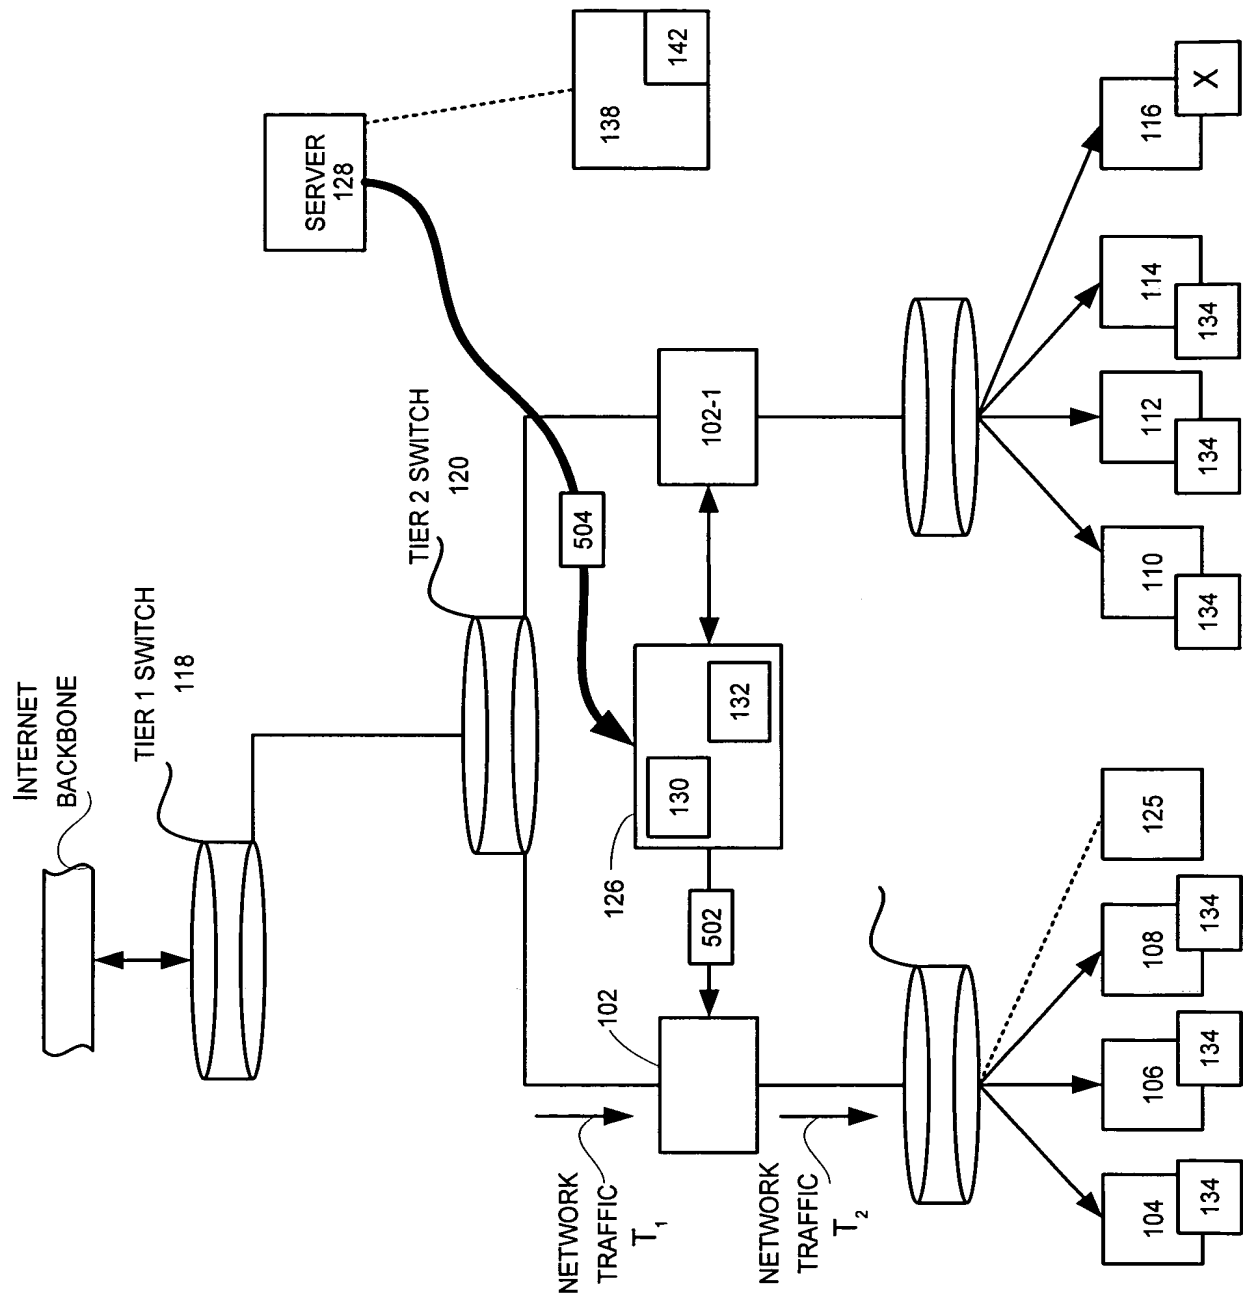 INTERNET
BACKBONE
TIER 1 SWITCH
118
TIER 2 SWITCH
120
SERVER
128
138
142
504
126
130
132
502
102
102-1
NETWORK
TRAFFIC
T1
NETWORK
TRAFFIC
T2
104
134
106
134
108
134
125
110
134
112
134
114
134
116
X